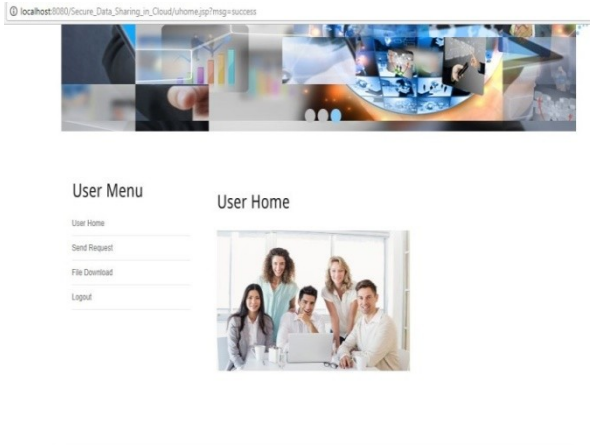 localhost:8080/Secure_Data_Sharing_in_Cloud/uhome.jsp?msg=success
User Menu
User Home
Send Request
File Download
Logout
User Home